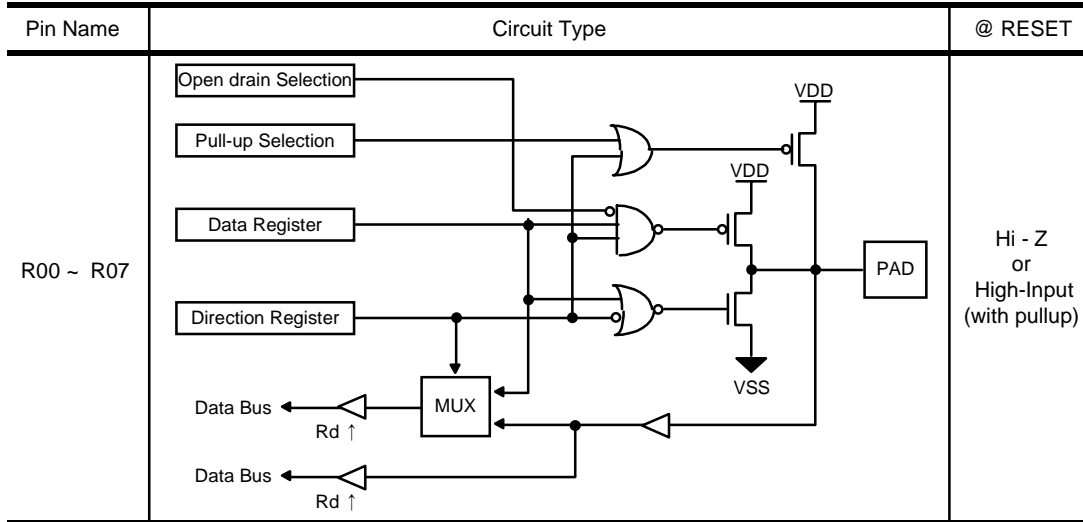 Pin Name
Circuit Type
@ RESET
R00 ~ R07
Open drain Selection
Pull-up Selection
Data Register
Direction Register
VDD
VDD
VSS
PAD
MUX
Data Bus
Rd ↑
Data Bus
Rd ↑
Hi - Z
or
High-Input
(with pullup)